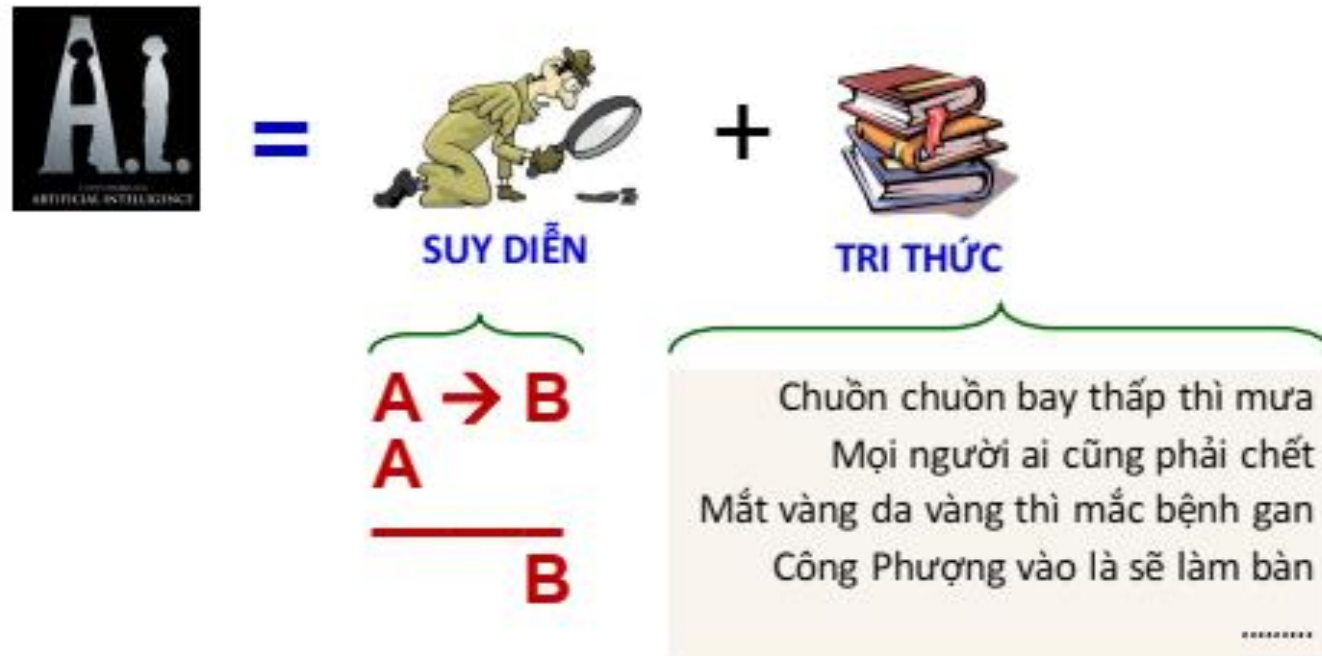 A.I.
ARTIFICIAL INTELLIGENCE
=
+
SUY DIỄN
TRI THỨC
A → B
A
B
Chuồn chuồn bay thấp thì mưa
Mọi người ai cũng phải chết
Mắt vàng da vàng thì mắc bệnh gan
Công Phượng vào là sẽ làm bàn
.........